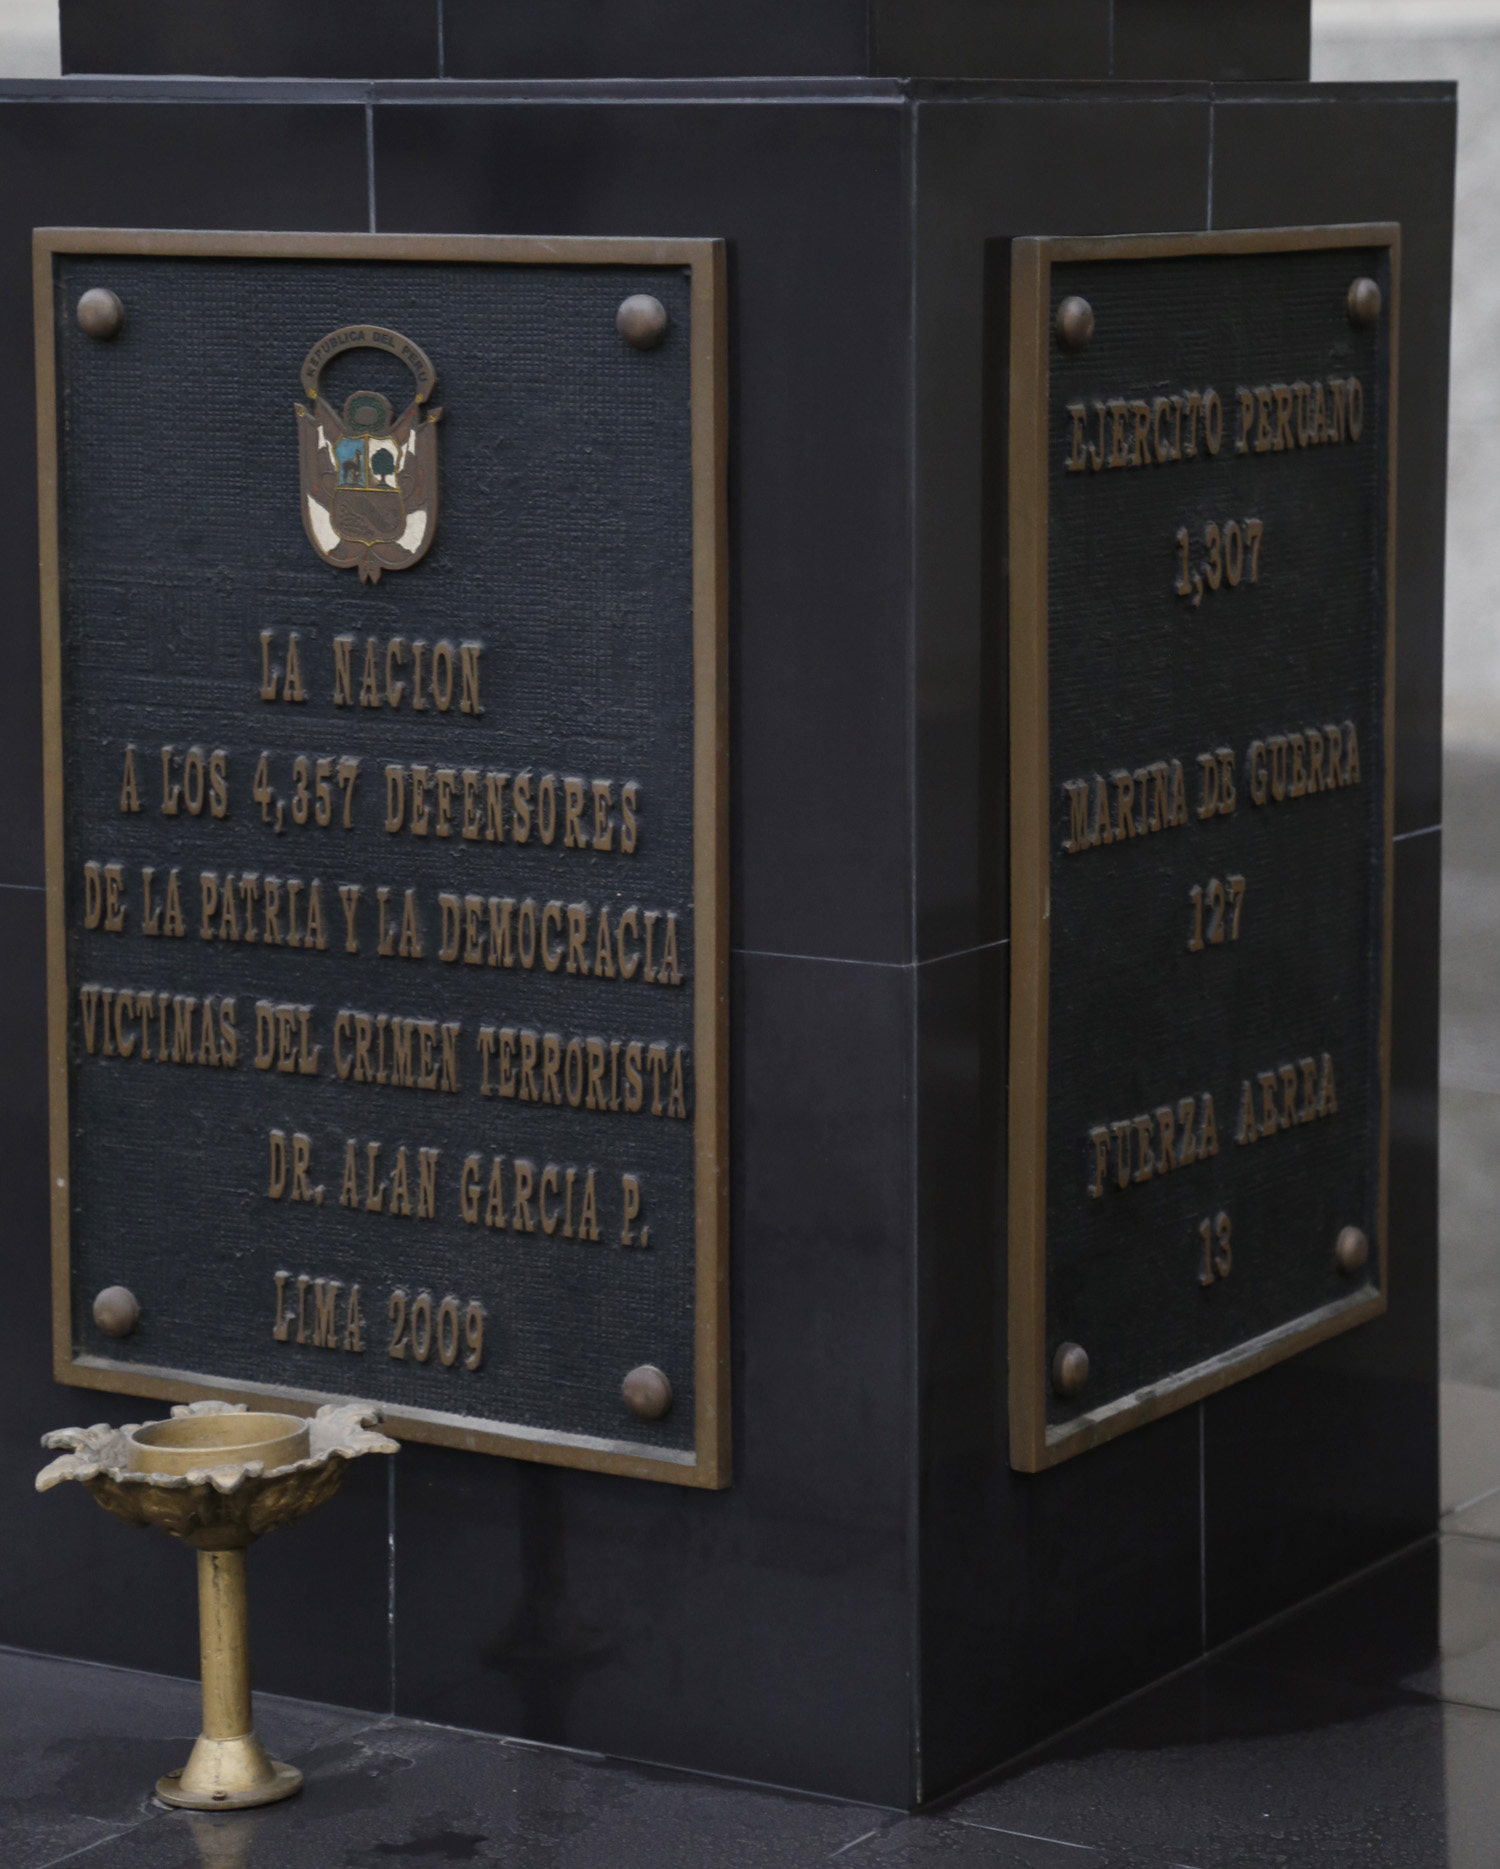 REPUBLICA DEL PERU
LA NACION
A LOS 4,357 DEFENSORES
DE LA PATRIA Y LA DEMOCRACIA
VICTIMAS DEL CRIMEN TERRORISTA
DR. ALAN GARCIA P.
LIMA 2009
EJERCITO PERUANO
1,307
MARINA DE GUERRA
127
FUERZA AEREA
13